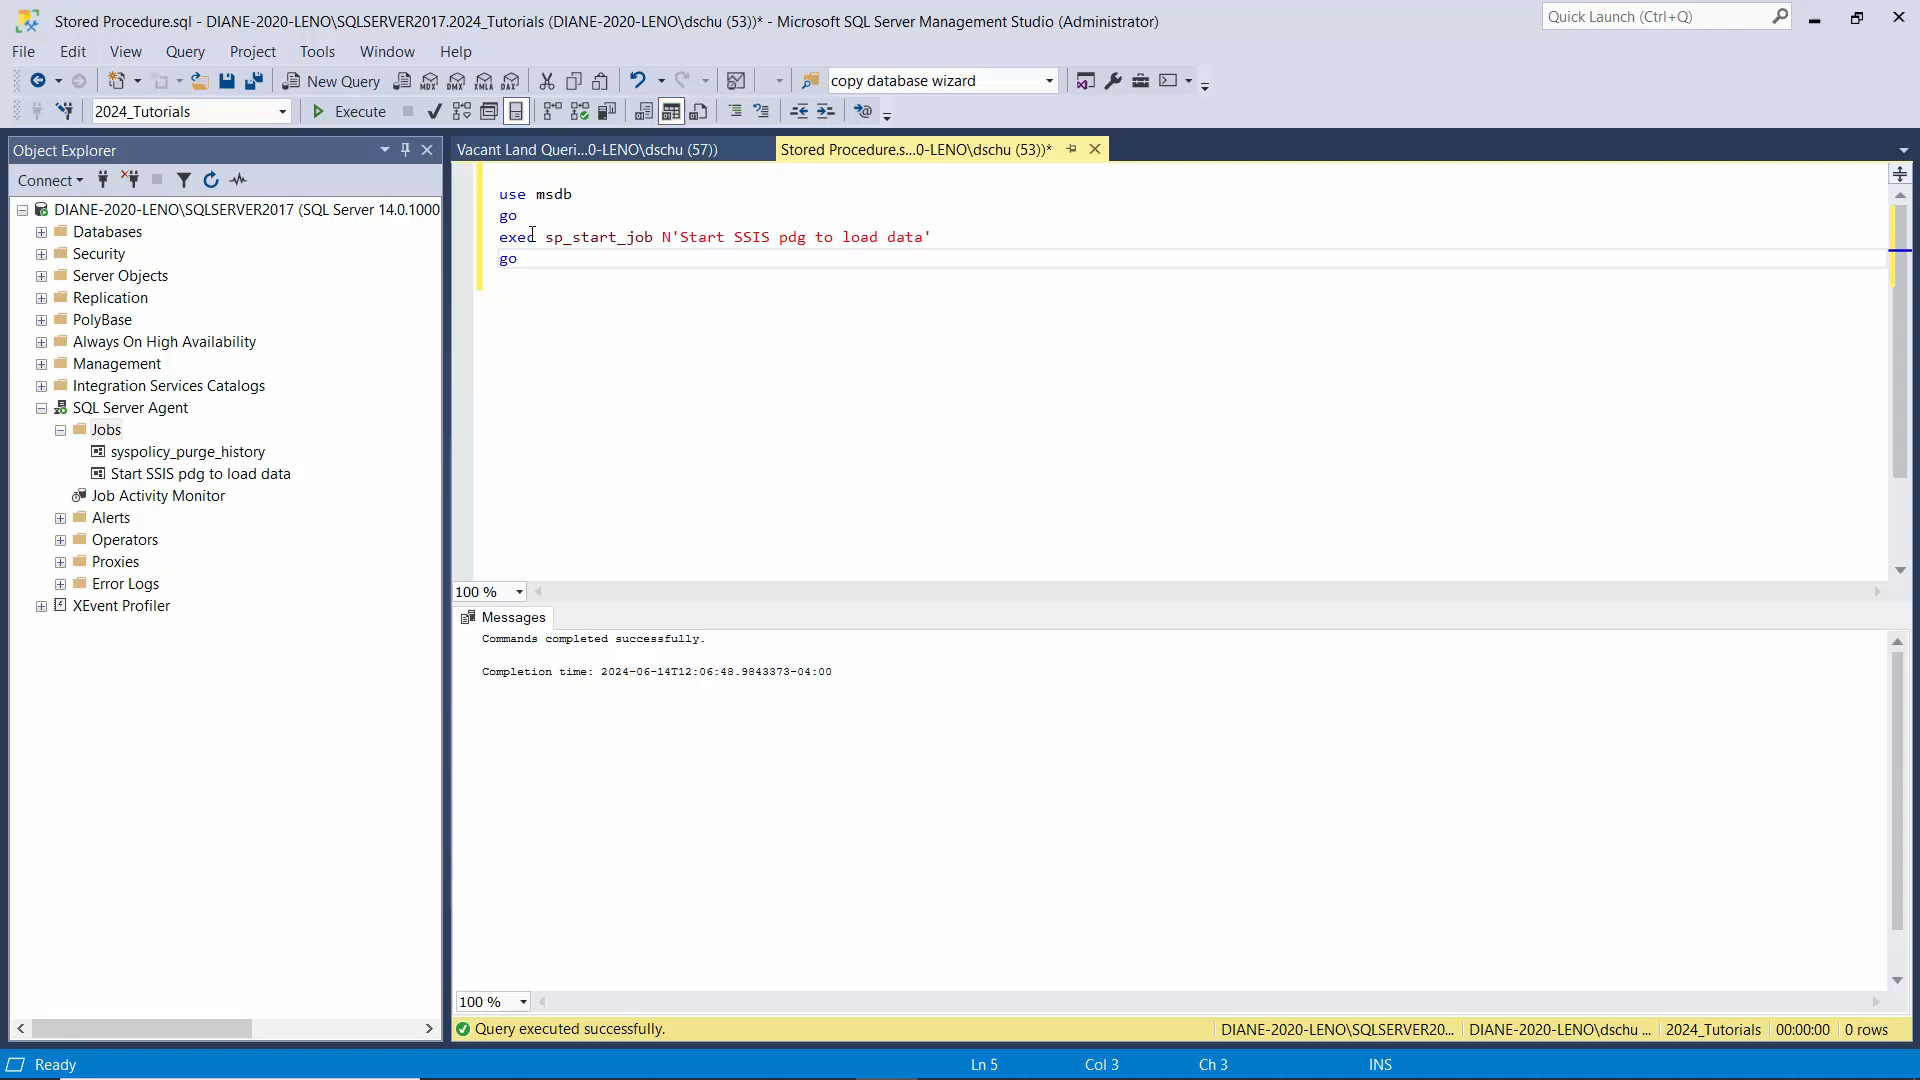 Stored Procedure.sql - DIANE-2020-LENO\SQLSERVER2017.2024_Tutorials (DIANE-2020-LENO\dschu (53))* - Microsoft SQL Server Management Studio (Administrator)
Quick Launch (Ctrl+Q)
File Edit View Query Project Tools Window Help
New Query
MDX DMX XMLA DAX
copy database wizard
2024_Tutorials
Execute
Object Explorer
Vacant Land Queri...0-LENO\dschu (57))
Stored Procedure.s...0-LENO\dschu (53))*
Connect
DIANE-2020-LENO\SQLSERVER2017 (SQL Server 14.0.1000
Databases
Security
Server Objects
Replication
PolyBase
Always On High Availability
Management
Integration Services Catalogs
SQL Server Agent
Jobs
syspolicy_purge_history
Start SSIS pdg to load data
Job Activity Monitor
Alerts
Operators
Proxies
Error Logs
XEvent Profiler
use msdb
go
exec sp_start_job N'Start SSIS pdg to load data'
go
100 %
Messages
Commands completed successfully.
Completion time: 2024-06-14T12:06:48.9843373-04:00
100 %
Query executed successfully.
DIANE-2020-LENO\SQLSERVER20... DIANE-2020-LENO\dschu ... 2024_Tutorials 00:00:00 0 rows
Ready
Ln 5 Col 3 Ch 3 INS